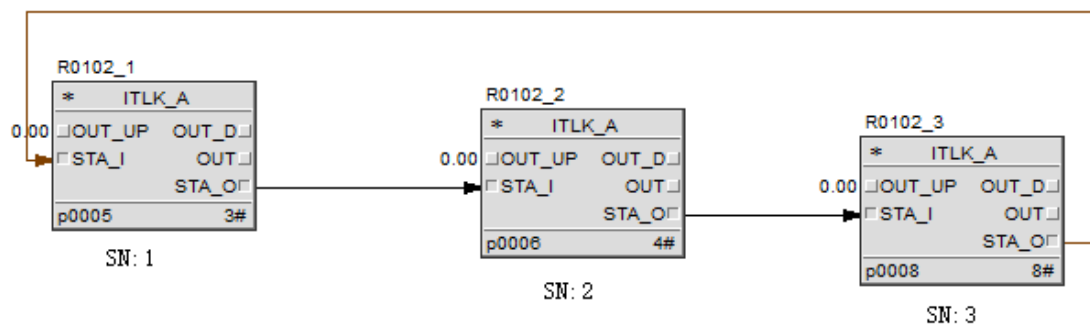 R0102_1
* ITLK_A
0.00 OUT_UP OUT_D
STA_I OUT
STA_O
p0005 3#
SN: 1
R0102_2
* ITLK_A
0.00 OUT_UP OUT_D
STA_I OUT
STA_O
p0006 4#
SN: 2
R0102_3
* ITLK_A
0.00 OUT_UP OUT_D
STA_I OUT
STA_O
p0008 8#
SN: 3